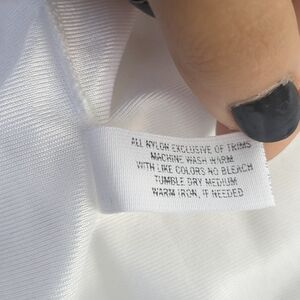 ALL NYLON EXCLUSIVE OF TRIMS
MACHINE WASH WARM
WITH LIKE COLORS NO BLEACH
TUMBLE DRY MEDIUM
WARM IRON, IF NEEDED